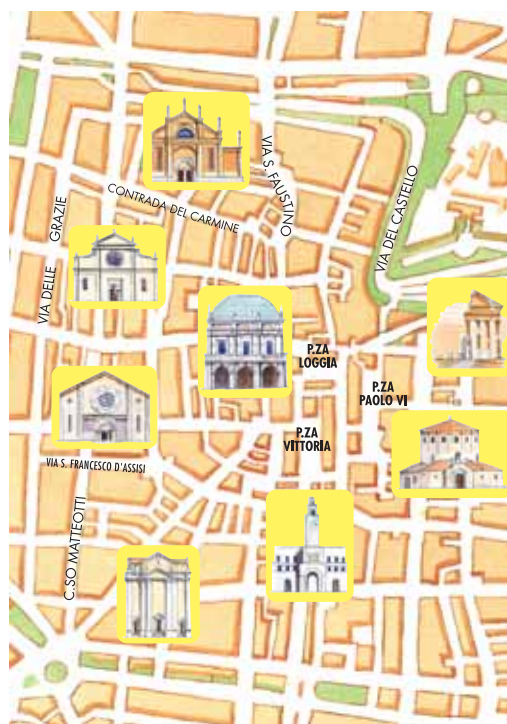 VIA S. FAUSTINO
CONTRADA DEL CARMINE
VIA DEL CASTELLO
VIA DELLE GRAZIE
P.ZA
LOGGIA
P.ZA
PAOLO VI
P.ZA
VITTORIA
VIA S. FRANCESCO D'ASSISI
C.SO MATTEOTTI